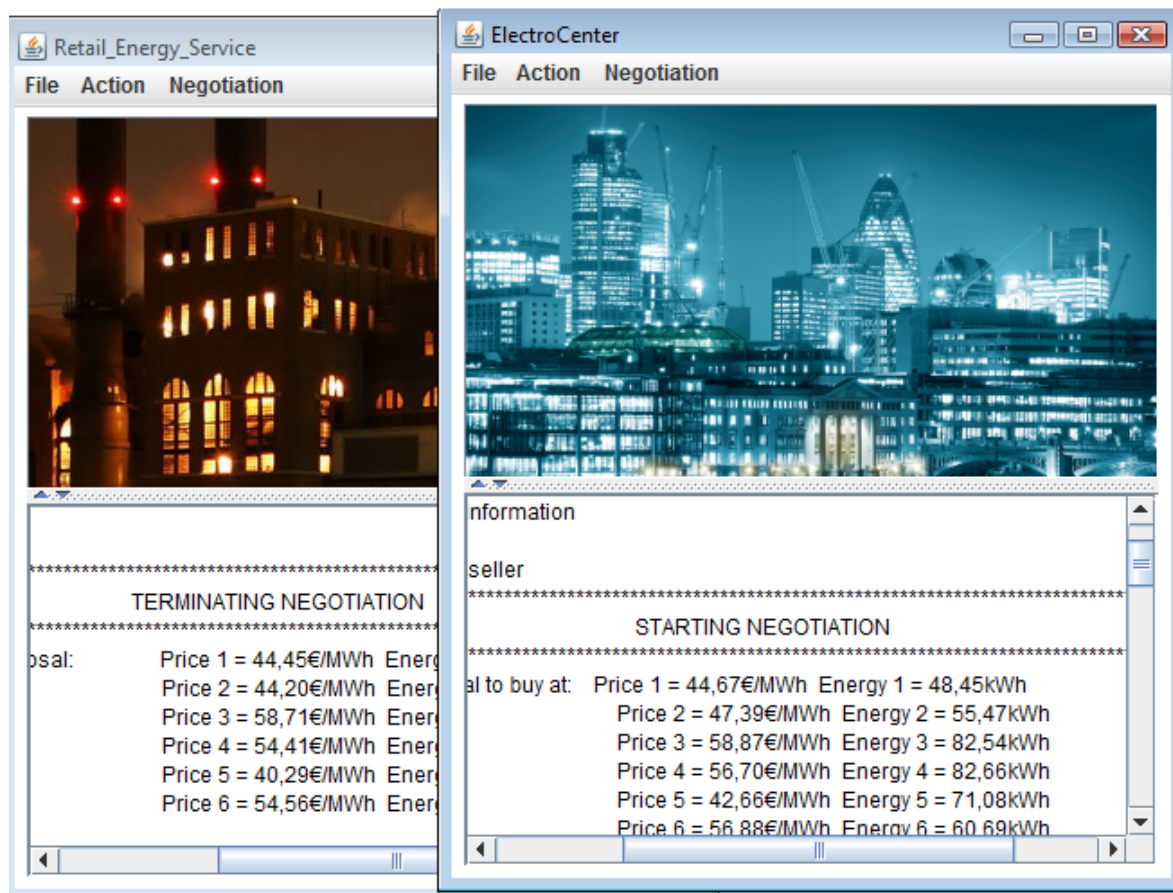 Retail_Energy_Service
File Action Negotiation
TERMINATING NEGOTIATION
Price 1 = 44,45€/MWh
Price 2 = 44,20€/MWh
Price 3 = 58,71€/MWh
Price 4 = 54,41€/MWh
Price 5 = 40,29€/MWh
Price 6 = 54,56€/MWh
ElectroCenter
File Action Negotiation
nformation
seller
STARTING NEGOTIATION
al to buy at: Price 1 = 44,67€/MWh Energy 1 = 48,45kWh
Price 2 = 47,39€/MWh Energy 2 = 55,47kWh
Price 3 = 58,87€/MWh Energy 3 = 82,54kWh
Price 4 = 56,70€/MWh Energy 4 = 82,66kWh
Price 5 = 42,66€/MWh Energy 5 = 71,08kWh
Price 6 = 56,88€/MWh Energy 6 = 60,69kWh